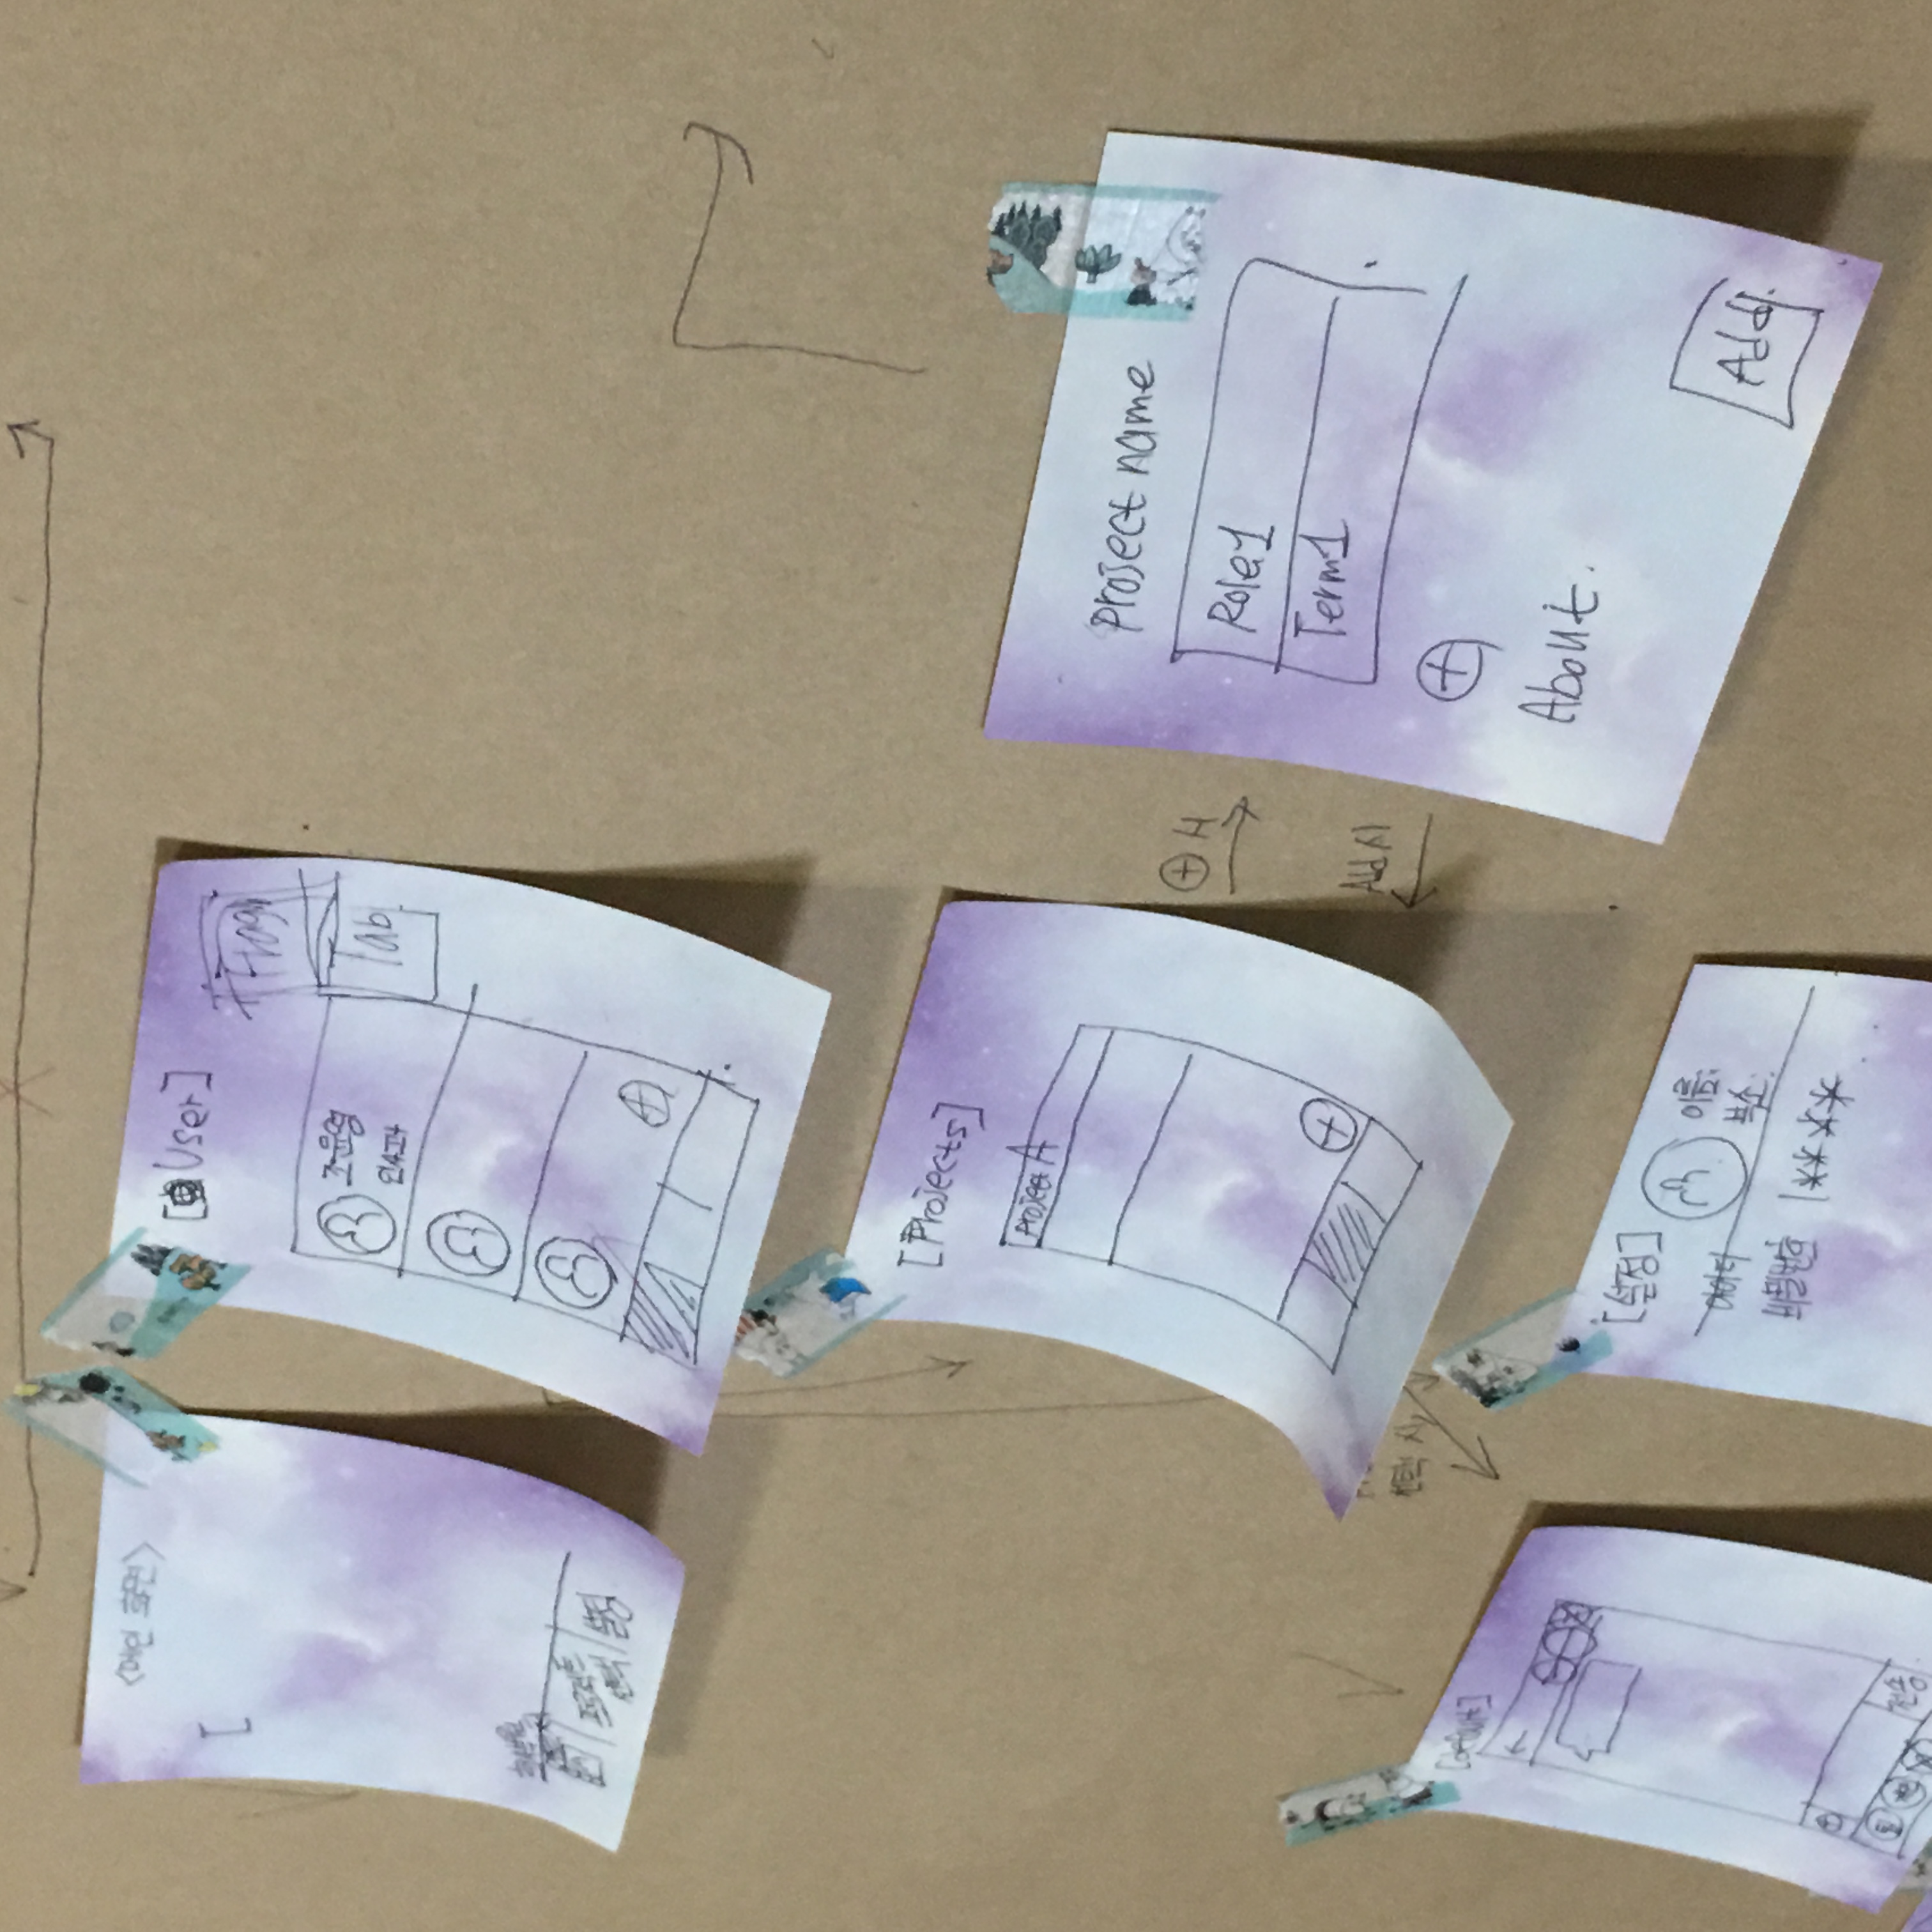 <메인 화면>
[
프로젝트
선택
설정
[User]
Frag
Tab
조윤영
인사과
[Projects]
Project A
⊕ 시
Add 시
선택 시
project name
Role1
Term1
About.
Add
[default]
전송
[설정]
이름:
부소:
아이디
비밀번호 |*****